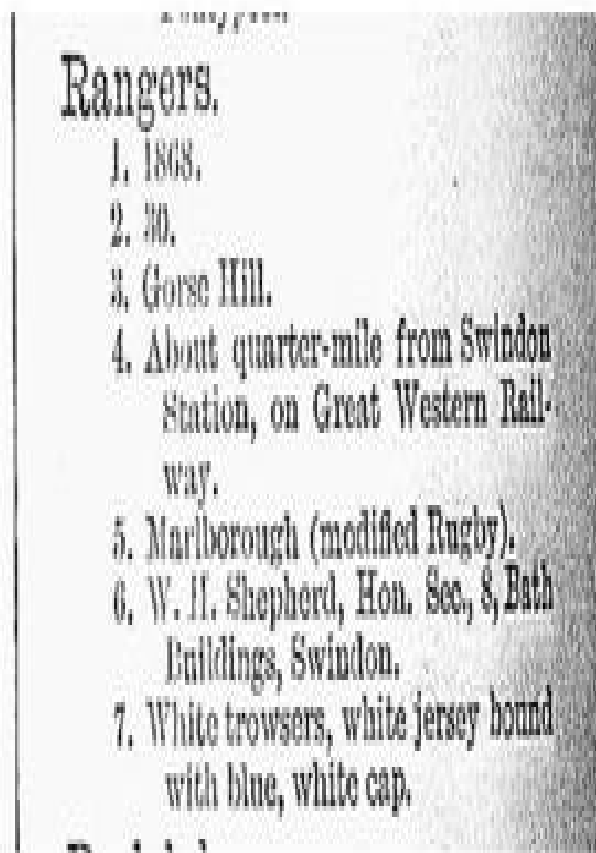 Rangers.
1. 1868.
2. 30.
3. Gorse Hill.
4. About quarter-mile from Swindon
Station, on Great Western Rail-
way.
5. Marlborough (modified Rugby).
6. W. H. Shepherd, Hon. Sec., 8, Bath
Buildings, Swindon.
7. White trowsers, white jersey bound
with blue, white cap.